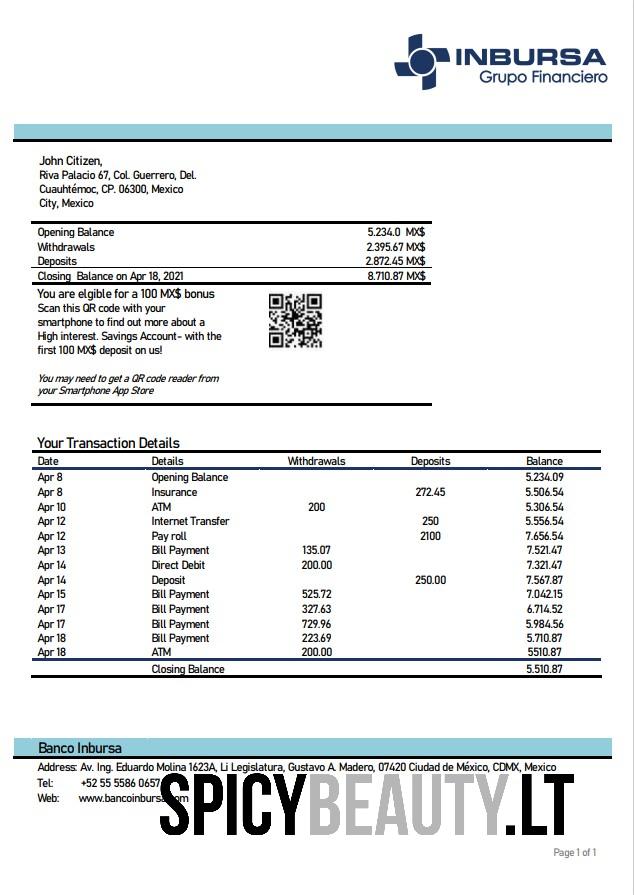 INBURSA
Grupo Financiero
John Citizen,
Riva Palacio 67, Col. Guerrero, Del.
Cuauhtémoc, CP. 06300, Mexico
City, Mexico
Opening Balance 5.234.0 MX$
Withdrawals 2.395.67 MX$
Deposits 2.872.45 MX$
Closing Balance on Apr 18, 2021 8.710.87 MX$
You are elgible for a 100 MX$ bonus
Scan this QR code with your
smartphone to find out more about a
High interest. Savings Account- with the
first 100 MX$ deposit on us!
You may need to get a QR code reader from
your Smartphone App Store
Your Transaction Details
Date Details Withdrawals Deposits Balance
Apr 8 Opening Balance 5.234.09
Apr 8 Insurance 272.45 5.506.54
Apr 10 ATM 200 5.306.54
Apr 12 Internet Transfer 250 5.556.54
Apr 12 Pay roll 2100 7.656.54
Apr 13 Bill Payment 135.07 7.521.47
Apr 14 Direct Debit 200.00 7.321.47
Apr 14 Deposit 250.00 7.567.87
Apr 15 Bill Payment 525.72 7.042.15
Apr 17 Bill Payment 327.63 6.714.52
Apr 17 Bill Payment 729.96 5.984.56
Apr 18 Bill Payment 223.69 5.710.87
Apr 18 ATM 200.00 5510.87
Closing Balance 5.510.87
Banco Inbursa
Address: Av. Ing. Eduardo Molina 1623A, Li Legislatura, Gustavo A. Madero, 07420 Ciudad de México, CDMX, Mexico
Tel: +52 55 5586 0657
Web: www.bancoinbursa.com
SPICYBEAUTY.LT
Page 1 of 1